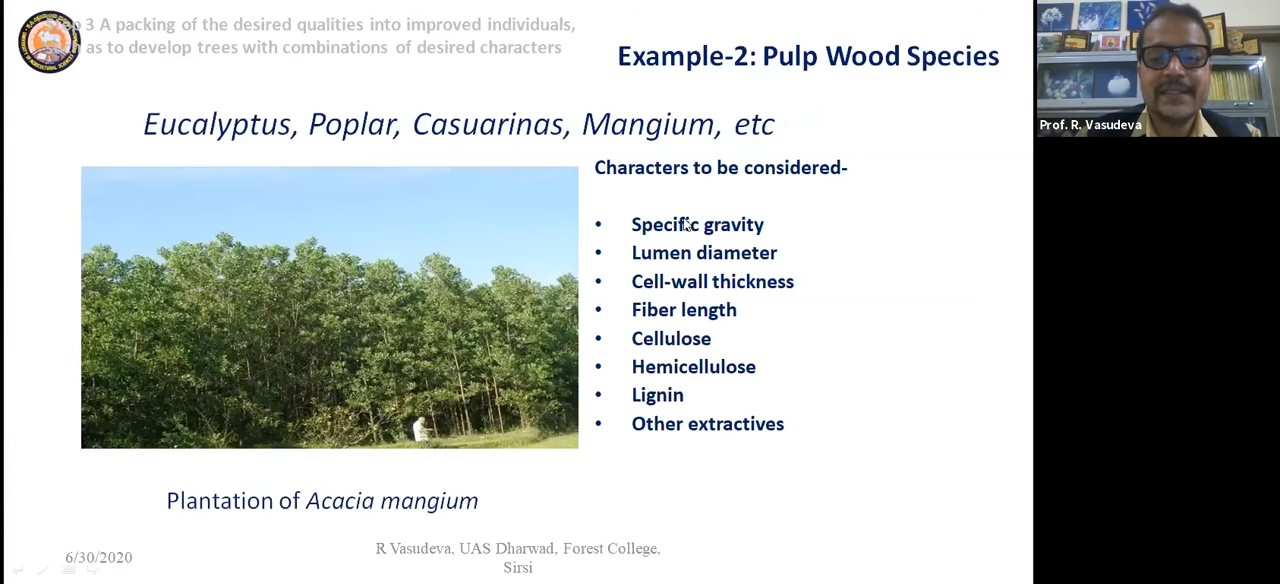 3 A packing of the desired qualities into improved individuals,
as to develop trees with combinations of desired characters
Example-2: Pulp Wood Species
Eucalyptus, Poplar, Casuarinas, Mangium, etc
Prof. R. Vasudeva
Characters to be considered-
• Specific gravity
• Lumen diameter
• Cell-wall thickness
• Fiber length
• Cellulose
• Hemicellulose
• Lignin
• Other extractives
Plantation of Acacia mangium
6/30/2020
R Vasudeva, UAS Dharwad, Forest College,
Sirsi